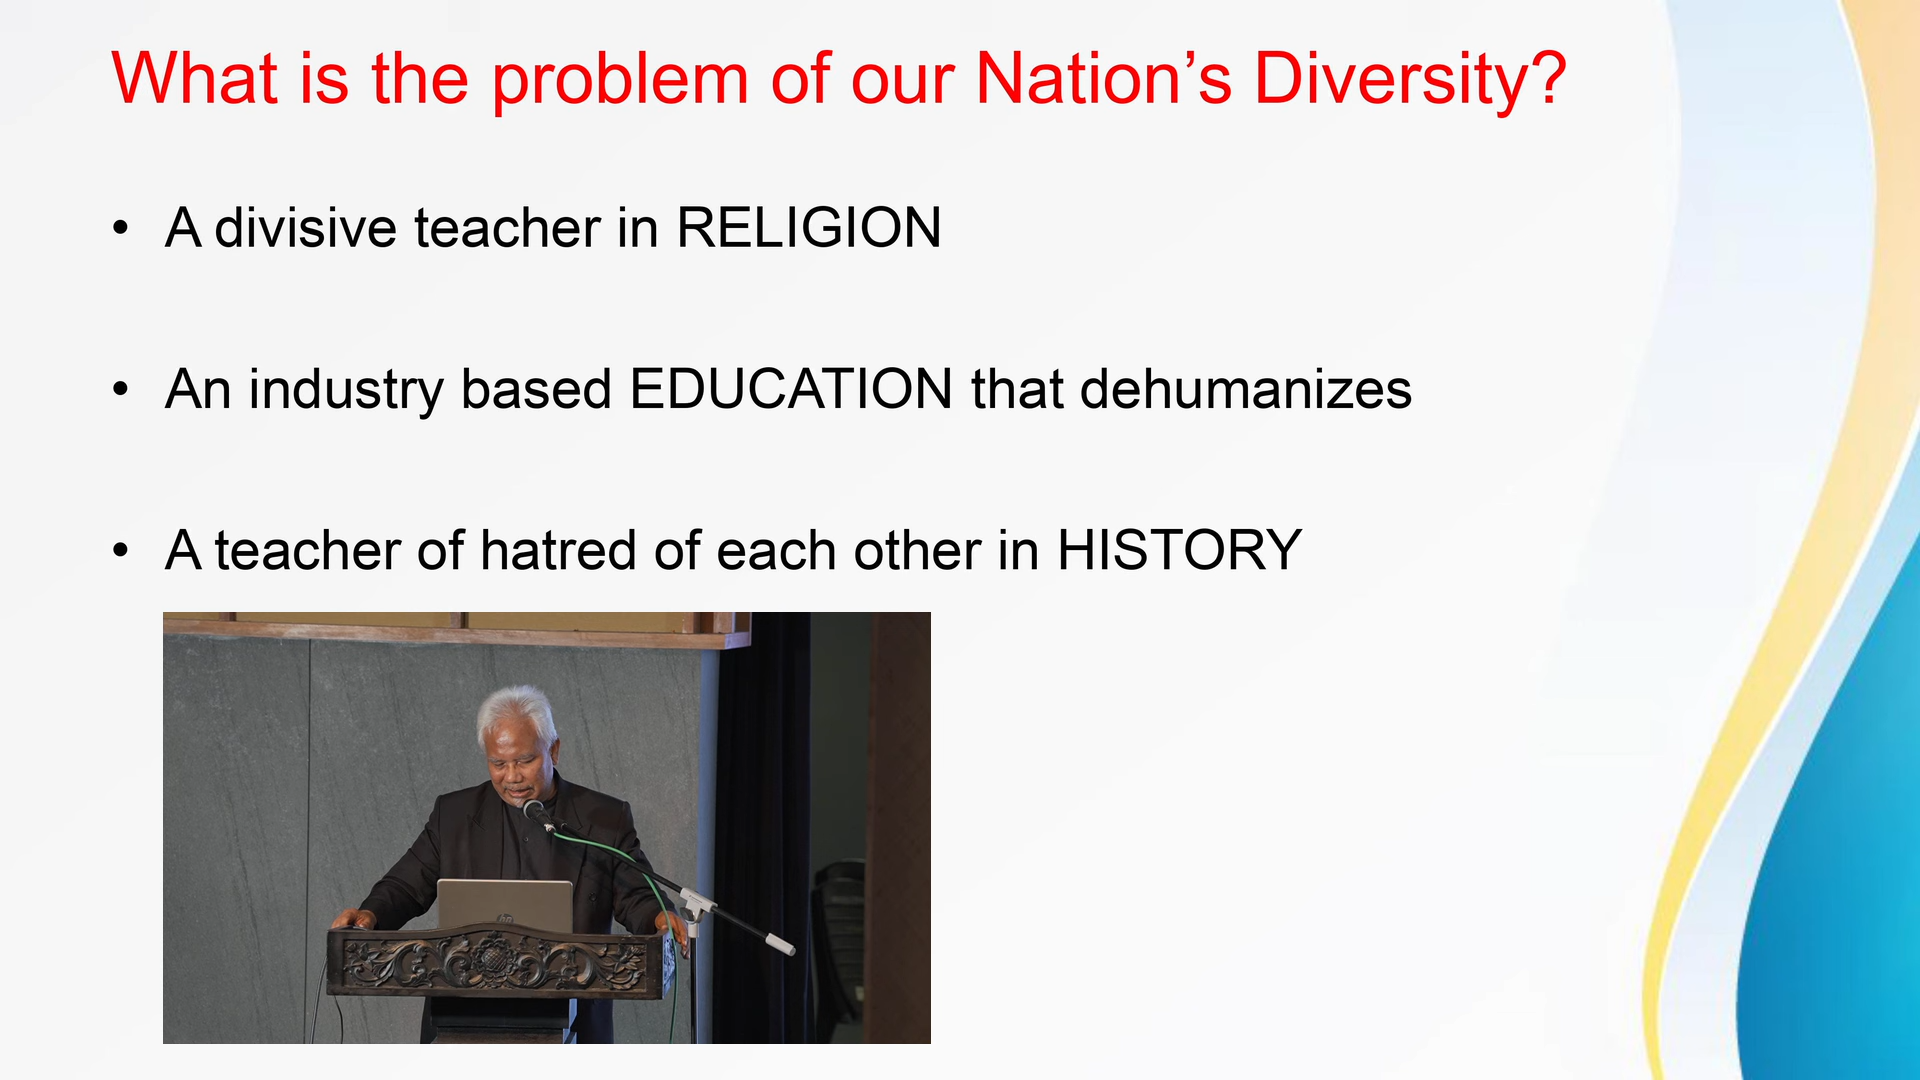 What is the problem of our Nation’s Diversity?
• A divisive teacher in RELIGION
• An industry based EDUCATION that dehumanizes
• A teacher of hatred of each other in HISTORY